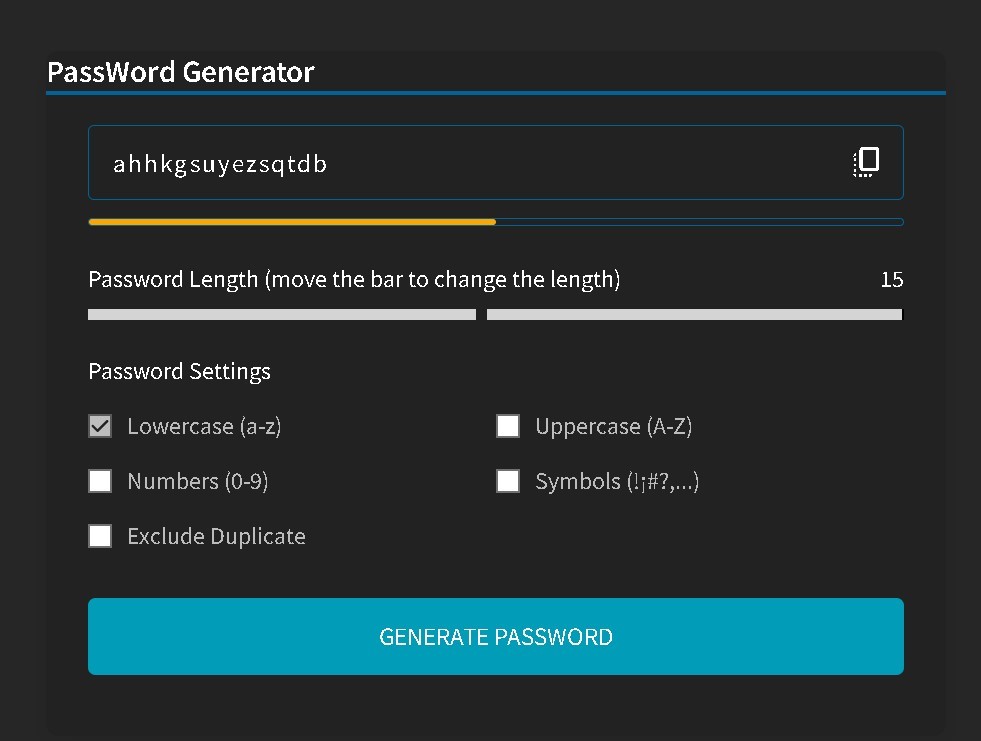 PassWord Generator
ahhkgsuyezsqtdb
Password Length (move the bar to change the length) 15
Password Settings
Lowercase (a-z) Uppercase (A-Z)
Numbers (0-9) Symbols (!¡#?,...)
Exclude Duplicate
GENERATE PASSWORD